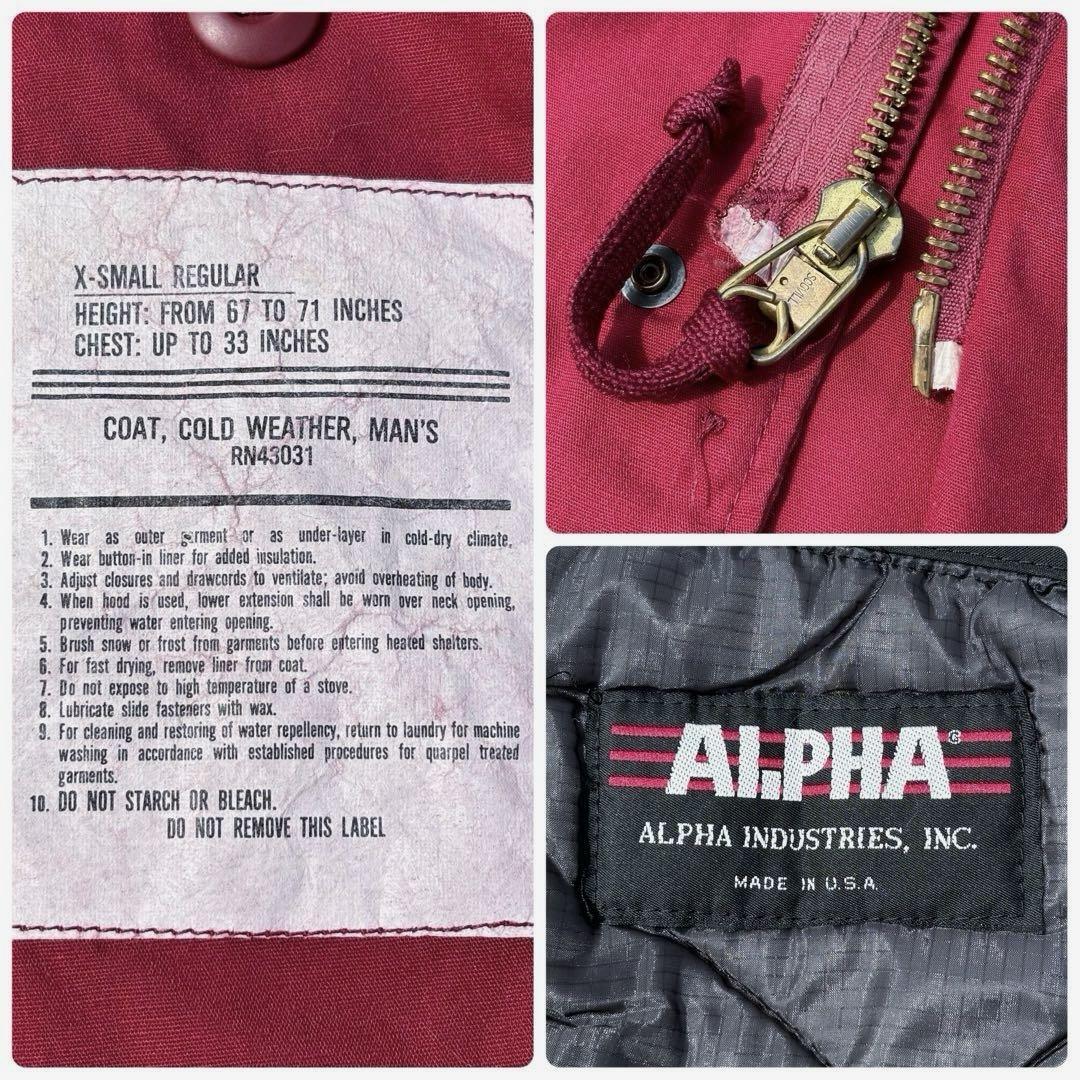 X-SMALL REGULAR
HEIGHT: FROM 67 TO 71 INCHES
CHEST: UP TO 33 INCHES
COAT, COLD WEATHER, MAN'S
RN43031
1. Wear as outer garment or as under-layer in cold-dry climate.
2. Wear button-in liner for added insulation.
3. Adjust closures and drawcords to ventilate; avoid overheating of body.
4. When hood is used, lower extension shall be worn over neck opening,
preventing water entering opening.
5. Brush snow or frost from garments before entering heated shelters.
6. For fast drying, remove liner from coat.
7. Do not expose to high temperature of a stove.
8. Lubricate slide fasteners with wax.
9. For cleaning and restoring of water repellency, return to laundry for machine
washing in accordance with established procedures for quarpel treated
garments.
10. DO NOT STARCH OR BLEACH.
DO NOT REMOVE THIS LABEL
SCOVILL
ALPHA®
ALPHA INDUSTRIES, INC.
MADE IN U.S.A.